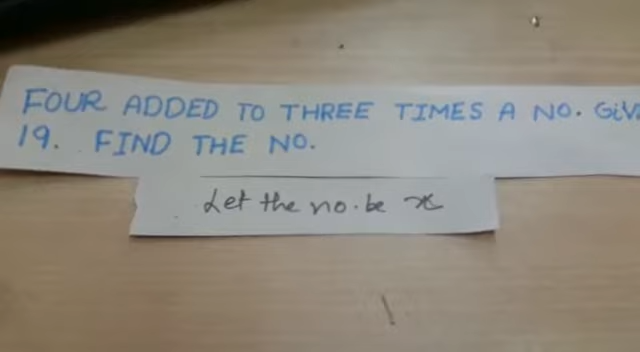 FOUR ADDED TO THREE TIMES A NO.
19. FIND THE NO.
Let the no. be x